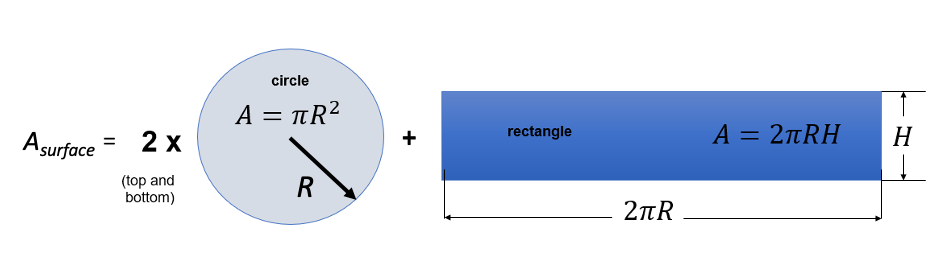 circle
A = πR²
A_surface = 2 x
+
rectangle
A = 2πRH
H
(top and
bottom)
R
2πR